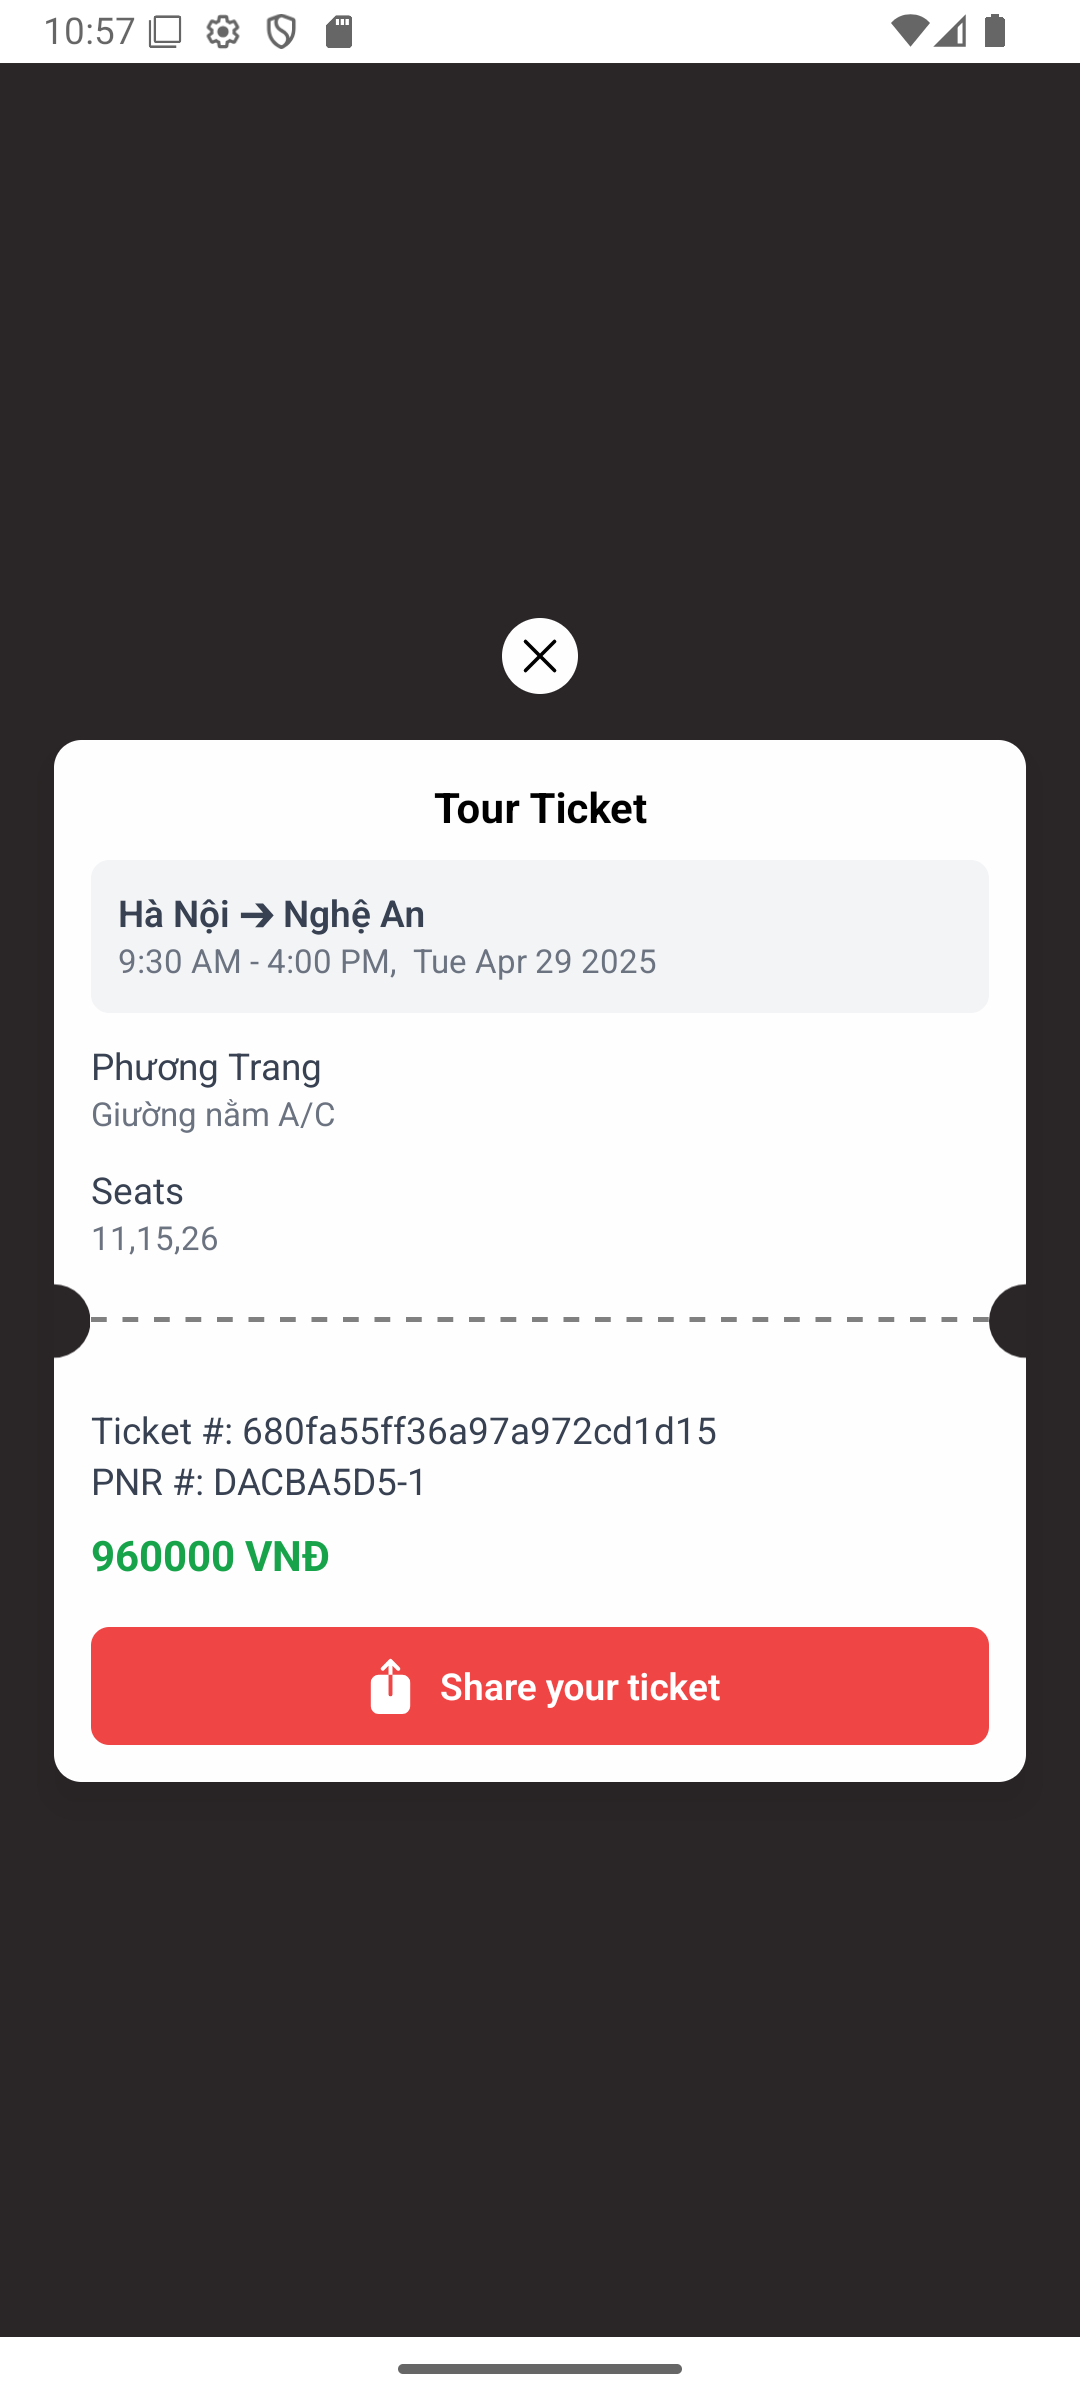 10:57
Tour Ticket
Hà Nội ➔ Nghệ An
9:30 AM - 4:00 PM,  Tue Apr 29 2025
Phương Trang
Giường nằm A/C
Seats
11,15,26
Ticket #: 680fa55ff36a97a972cd1d15
PNR #: DACBA5D5-1
960000 VNĐ
Share your ticket